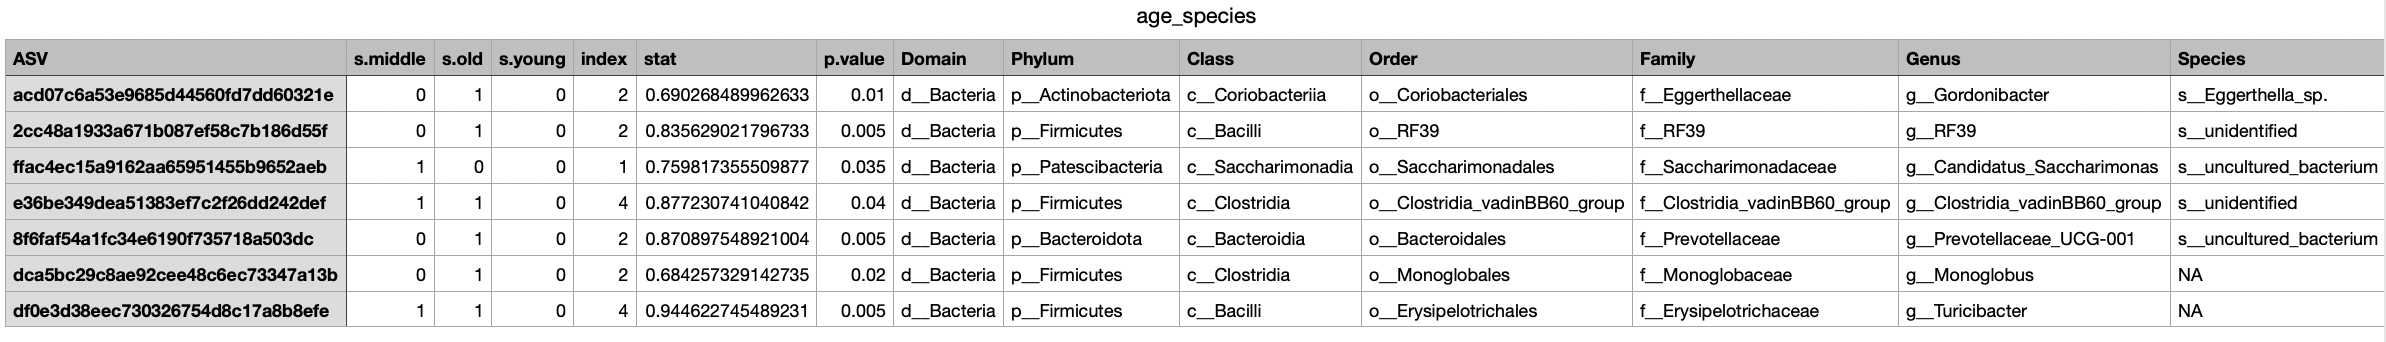 age_species
ASV s.middle s.old s.young index stat p.value Domain Phylum Class Order Family Genus Species
acd07c6a53e9685d44560fd7dd60321e 0 1 0 2 0.690268489962633 0.01 d__Bacteria p__Actinobacteriota c__Coriobacteriia o__Coriobacteriales f__Eggerthellaceae g__Gordonibacter s__Eggerthella_sp.
2cc48a1933a671b087ef58c7b186d55f 0 1 0 2 0.835629021796733 0.005 d__Bacteria p__Firmicutes c__Bacilli o__RF39 f__RF39 g__RF39 s__unidentified
ffac4ec15a9162aa65951455b9652aeb 1 0 0 1 0.759817355509877 0.035 d__Bacteria p__Patescibacteria c__Saccharimonadia o__Saccharimonadales f__Saccharimonadaceae g__Candidatus_Saccharimonas s__uncultured_bacterium
e36be349dea51383ef7c2f26dd242def 1 1 0 4 0.877230741040842 0.04 d__Bacteria p__Firmicutes c__Clostridia o__Clostridia_vadinBB60_group f__Clostridia_vadinBB60_group g__Clostridia_vadinBB60_group s__unidentified
8f6faf54a1fc34e6190f735718a503dc 0 1 0 2 0.870897548921004 0.005 d__Bacteria p__Bacteroidota c__Bacteroidia o__Bacteroidales f__Prevotellaceae g__Prevotellaceae_UCG-001 s__uncultured_bacterium
dca5bc29c8ae92cee48c6ec73347a13b 0 1 0 2 0.684257329142735 0.02 d__Bacteria p__Firmicutes c__Clostridia o__Monoglobales f__Monoglobaceae g__Monoglobus NA
df0e3d38eec730326754d8c17a8b8efe 1 1 0 4 0.944622745489231 0.005 d__Bacteria p__Firmicutes c__Bacilli o__Erysipelotrichales f__Erysipelotrichaceae g__Turicibacter NA